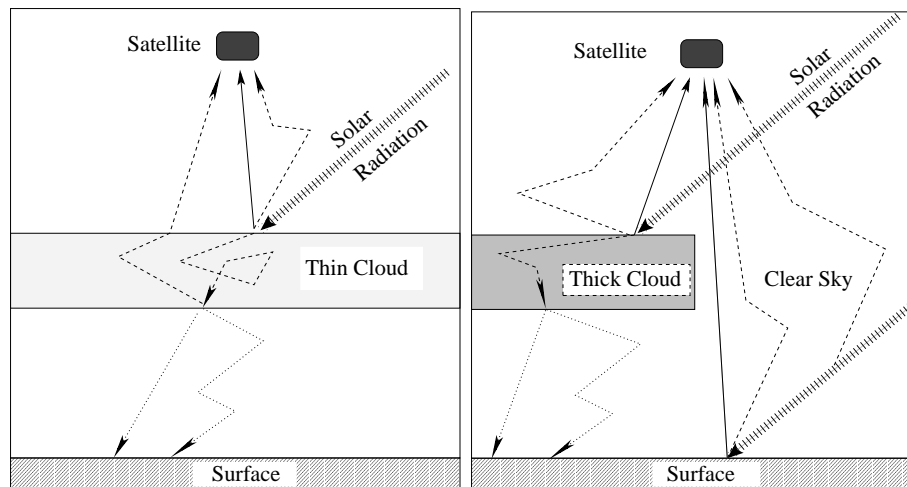 Satellite
Solar
Radiation
Thin Cloud
Surface
Satellite
Solar
Radiation
Thick Cloud
Clear Sky
Surface